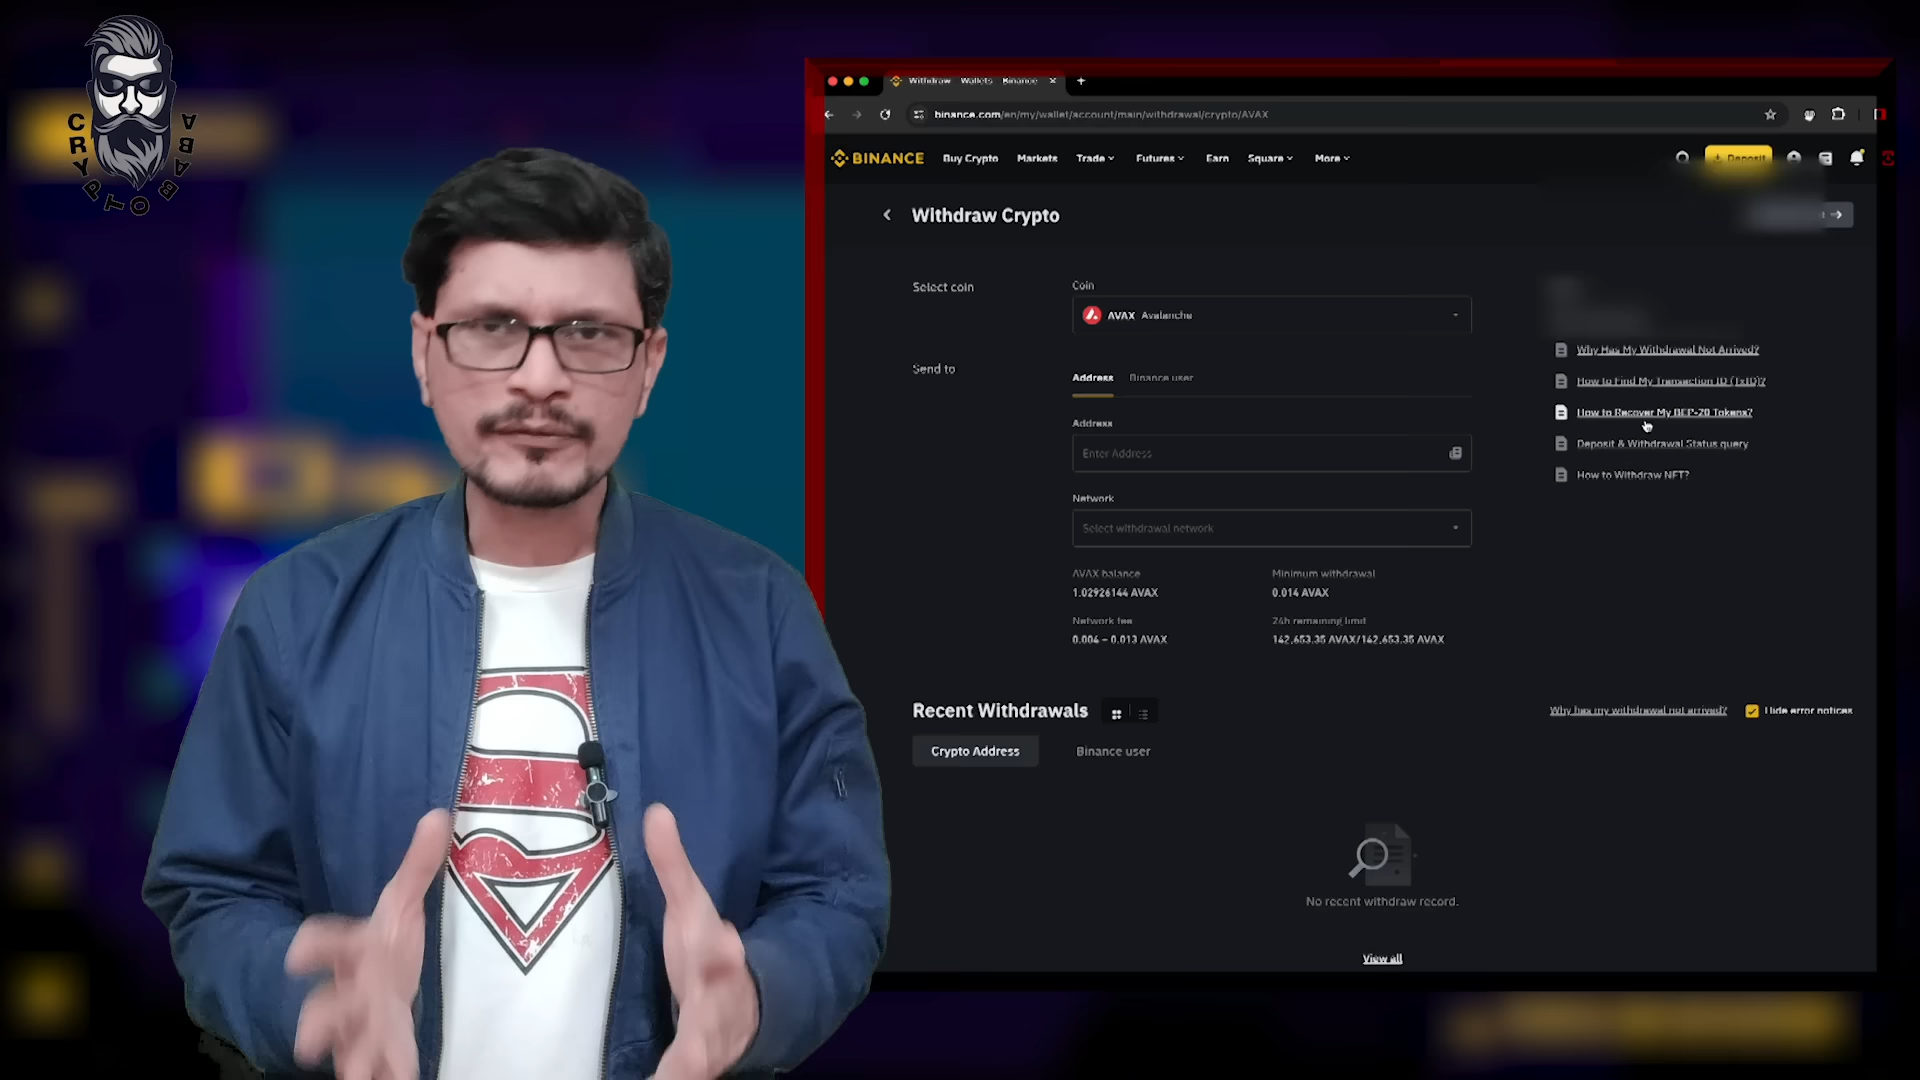 CRYPTO BABA
Withdraw Wallets Binance
binance.com/en/my/wallet/account/main/withdrawal/crypto/AVAX
BINANCE Buy Crypto Markets Trade Futures Earn Square More Deposit
Withdraw Crypto
Select coin
Coin
AVAX Avalanche
Send to
Address Binance user
Address
Enter Address
Network
Select withdrawal network
AVAX balance Minimum withdrawal
1.02926144 AVAX 0.014 AVAX
Network fee 24h remaining limit
0.004 – 0.013 AVAX 142,653.35 AVAX/142,653.35 AVAX
Why Has My Withdrawal Not Arrived?
How to Find My Transaction ID (TxID)?
How to Recover My BEP-20 Tokens?
Deposit & Withdrawal Status query
How to Withdraw NFT?
Recent Withdrawals
Why has my withdrawal not arrived? Hide error notices
Crypto Address Binance user
No recent withdraw record.
View all